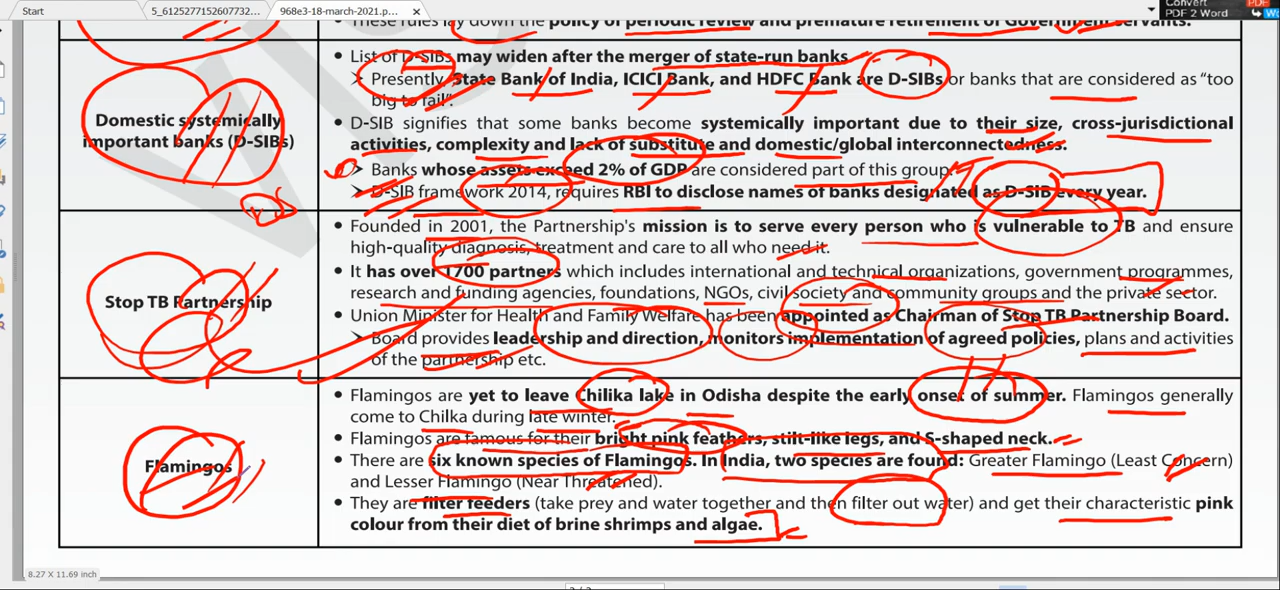 Start
5_6125277152607732...
968e3-18-march-2021.p...
Convert
PDF 2 Word
PDF
These rules lay down the policy of periodic review and premature retirement of Government servants.
Domestic systemically
important banks (D-SIBs)
• List of D-SIBs may widen after the merger of state-run banks.
➤ Presently, State Bank of India, ICICI Bank, and HDFC Bank are D-SIBs or banks that are considered as “too
big to fail”.
• D-SIB signifies that some banks become systemically important due to their size, cross-jurisdictional
activities, complexity and lack of substitute and domestic/global interconnectedness.
➤ Banks whose assets exceed 2% of GDP are considered part of this group.
➤ D-SIB framework 2014, requires RBI to disclose names of banks designated as D-SIB every year.
Stop TB Partnership
• Founded in 2001, the Partnership's mission is to serve every person who is vulnerable to TB and ensure
high-quality diagnosis, treatment and care to all who need it.
• It has over 1700 partners which includes international and technical organizations, government programmes,
research and funding agencies, foundations, NGOs, civil society and community groups and the private sector.
• Union Minister for Health and Family Welfare has been appointed as Chairman of Stop TB Partnership Board.
➤ Board provides leadership and direction, monitors implementation of agreed policies, plans and activities
of the partnership etc.
Flamingos
• Flamingos are yet to leave Chilika lake in Odisha despite the early onset of summer. Flamingos generally
come to Chilka during late winter.
• Flamingos are famous for their bright pink feathers, stilt-like legs, and S-shaped neck.
• There are six known species of Flamingos. In India, two species are found: Greater Flamingo (Least Concern)
and Lesser Flamingo (Near Threatened).
• They are filter feeders (take prey and water together and then filter out water) and get their characteristic pink
colour from their diet of brine shrimps and algae.
8.27 X 11.69 inch